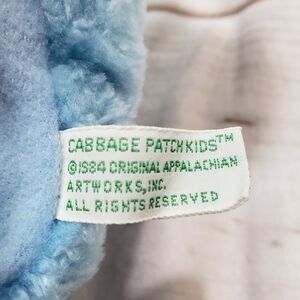 CABBAGE PATCH KIDS™
©1984 ORIGINAL APPALACHIAN
ARTWORKS, INC.
ALL RIGHTS RESERVED